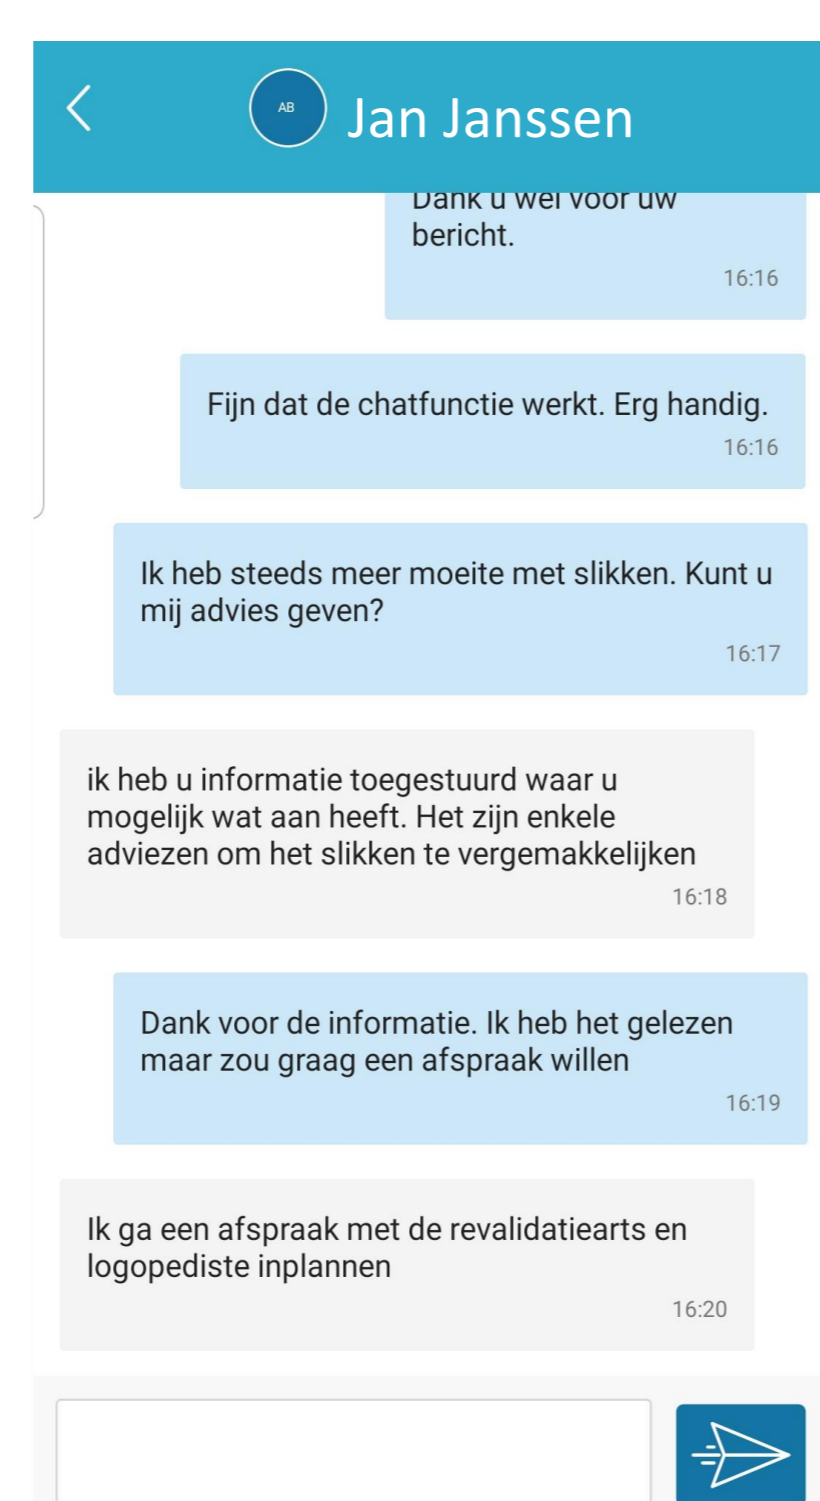 AB
Jan Janssen
Dank u wel voor uw
bericht.
16:16
Fijn dat de chatfunctie werkt. Erg handig.
16:16
Ik heb steeds meer moeite met slikken. Kunt u
mij advies geven?
16:17
ik heb u informatie toegestuurd waar u
mogelijk wat aan heeft. Het zijn enkele
adviezen om het slikken te vergemakkelijken
16:18
Dank voor de informatie. Ik heb het gelezen
maar zou graag een afspraak willen
16:19
Ik ga een afspraak met de revalidatiearts en
logopediste inplannen
16:20